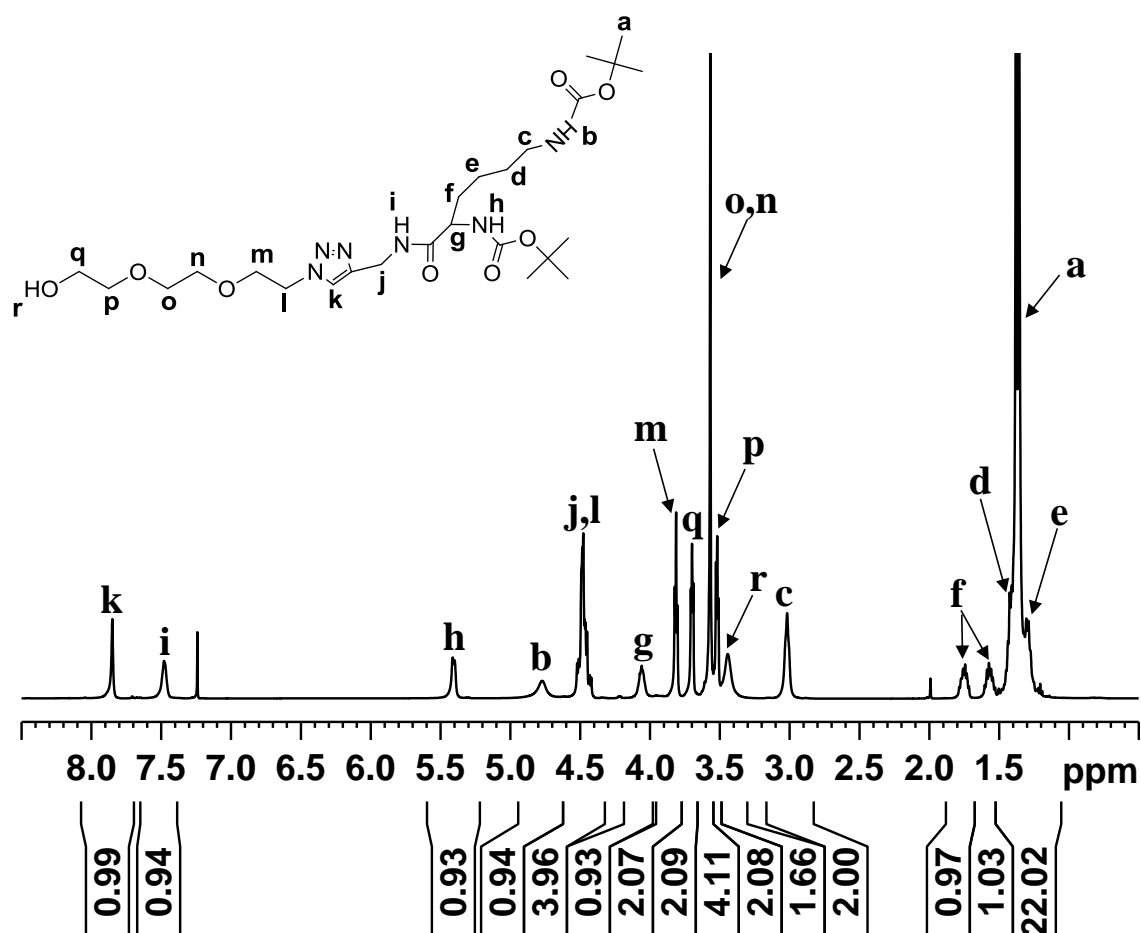 a
O
O
NH
b
c
e
d
f
i
H
N
g
NH
h
O
O
O
j
N=N
N
k
l
m
O
n
o
O
p
q
HO
r
o,n
a
m
p
j,l
q
d
e
k
i
h
b
g
r
c
f
8.0 7.5 7.0 6.5 6.0 5.5 5.0 4.5 4.0 3.5 3.0 2.5 2.0 1.5 ppm
0.99
0.94
0.93
0.94
3.96
0.93
2.07
2.09
4.11
2.08
1.66
2.00
0.97
1.03
22.02